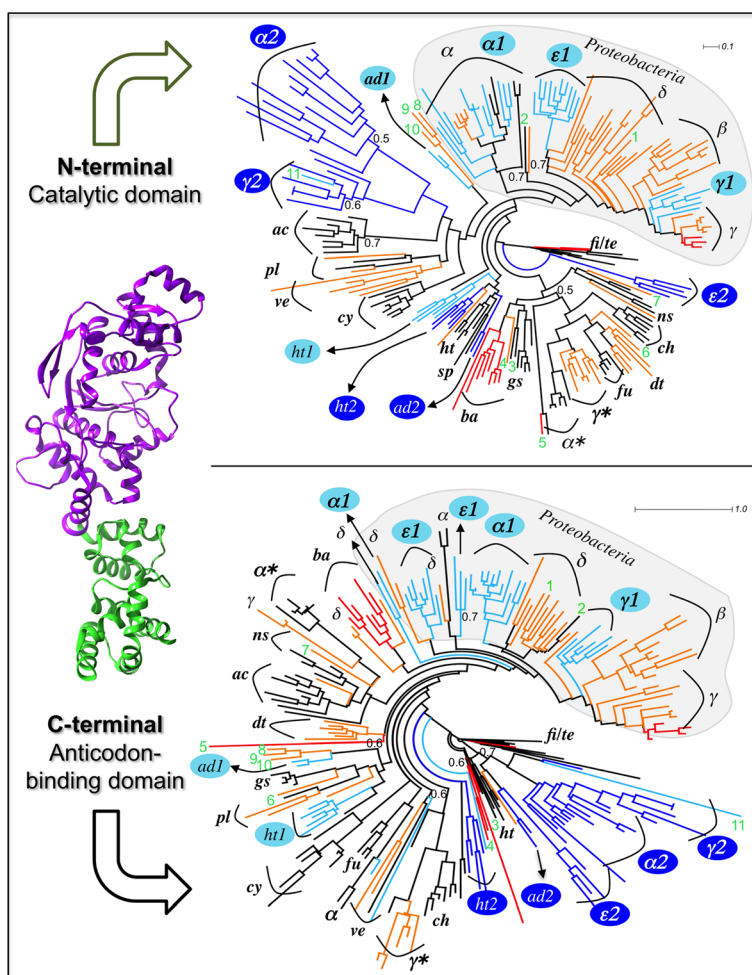 N-terminal
Catalytic domain
C-terminal
Anticodon-
binding domain
α2
ad1
α
α1
ε1
Proteobacteria
0.1
δ
β
9
8
10
2
1
0.5
0.7
0.7
γ2
11
0.6
γ1
γ
ac
0.7
fi/te
pl
ve
cy
0.5
7
ε2
ns
ht1
ht
sp
4
3
gs
6
ch
ht2
ad2
ba
fu
dt
γ*
5
α*
α1
δ
δ
ε1
α
δ
ε1
α1
Proteobacteria
1.0
ba
δ
δ
α*
γ
1
2
γ1
0.7
β
ns
7
ac
γ
dt
5
0.6
8
9
10
ad1
gs
6
pl
ht1
fi/te
0.7
0.6
0.6
cy
fu
α
ve
γ*
ch
3
4
ht
ht2
ad2
11
γ2
α2
ε2